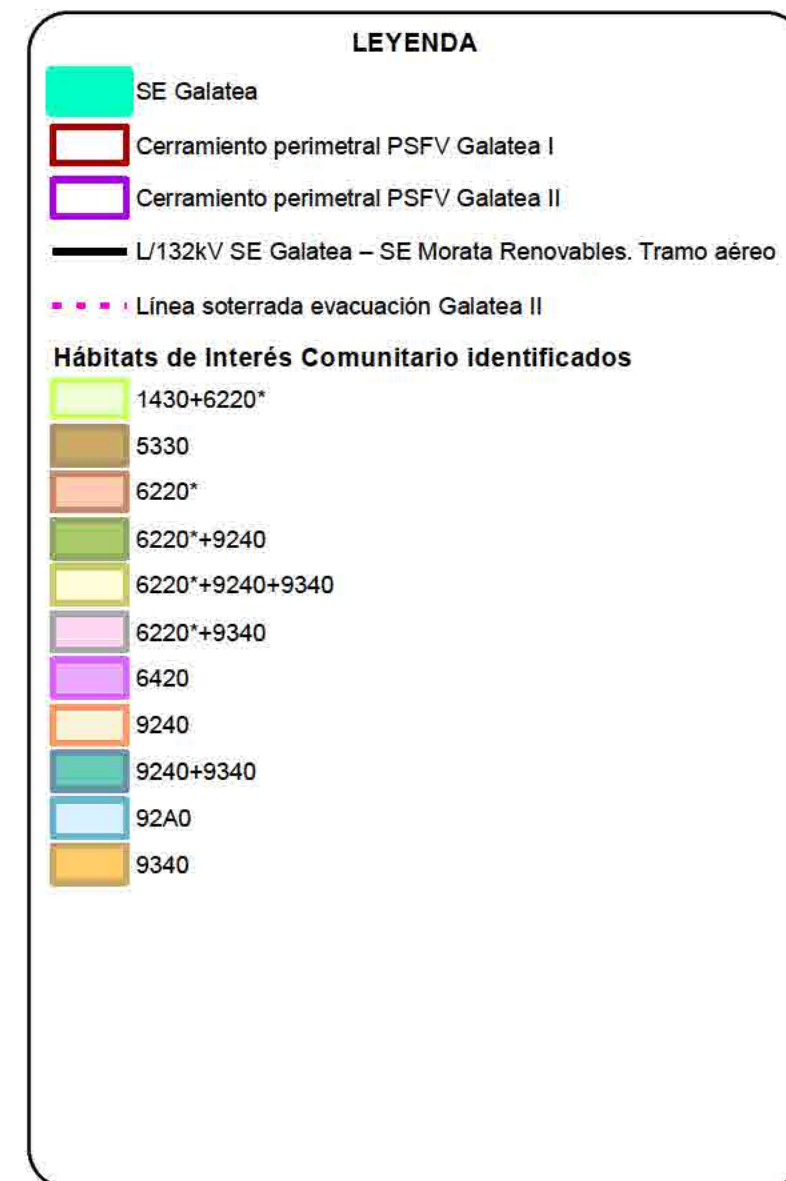 LEYENDA
SE Galatea
Cerramiento perimetral PSFV Galatea I
Cerramiento perimetral PSFV Galatea II
L/132kV SE Galatea – SE Morata Renovables. Tramo aéreo
Línea soterrada evacuación Galatea II
Hábitats de Interés Comunitario identificados
1430+6220*
5330
6220*
6220*+9240
6220*+9240+9340
6220*+9340
6420
9240
9240+9340
92A0
9340